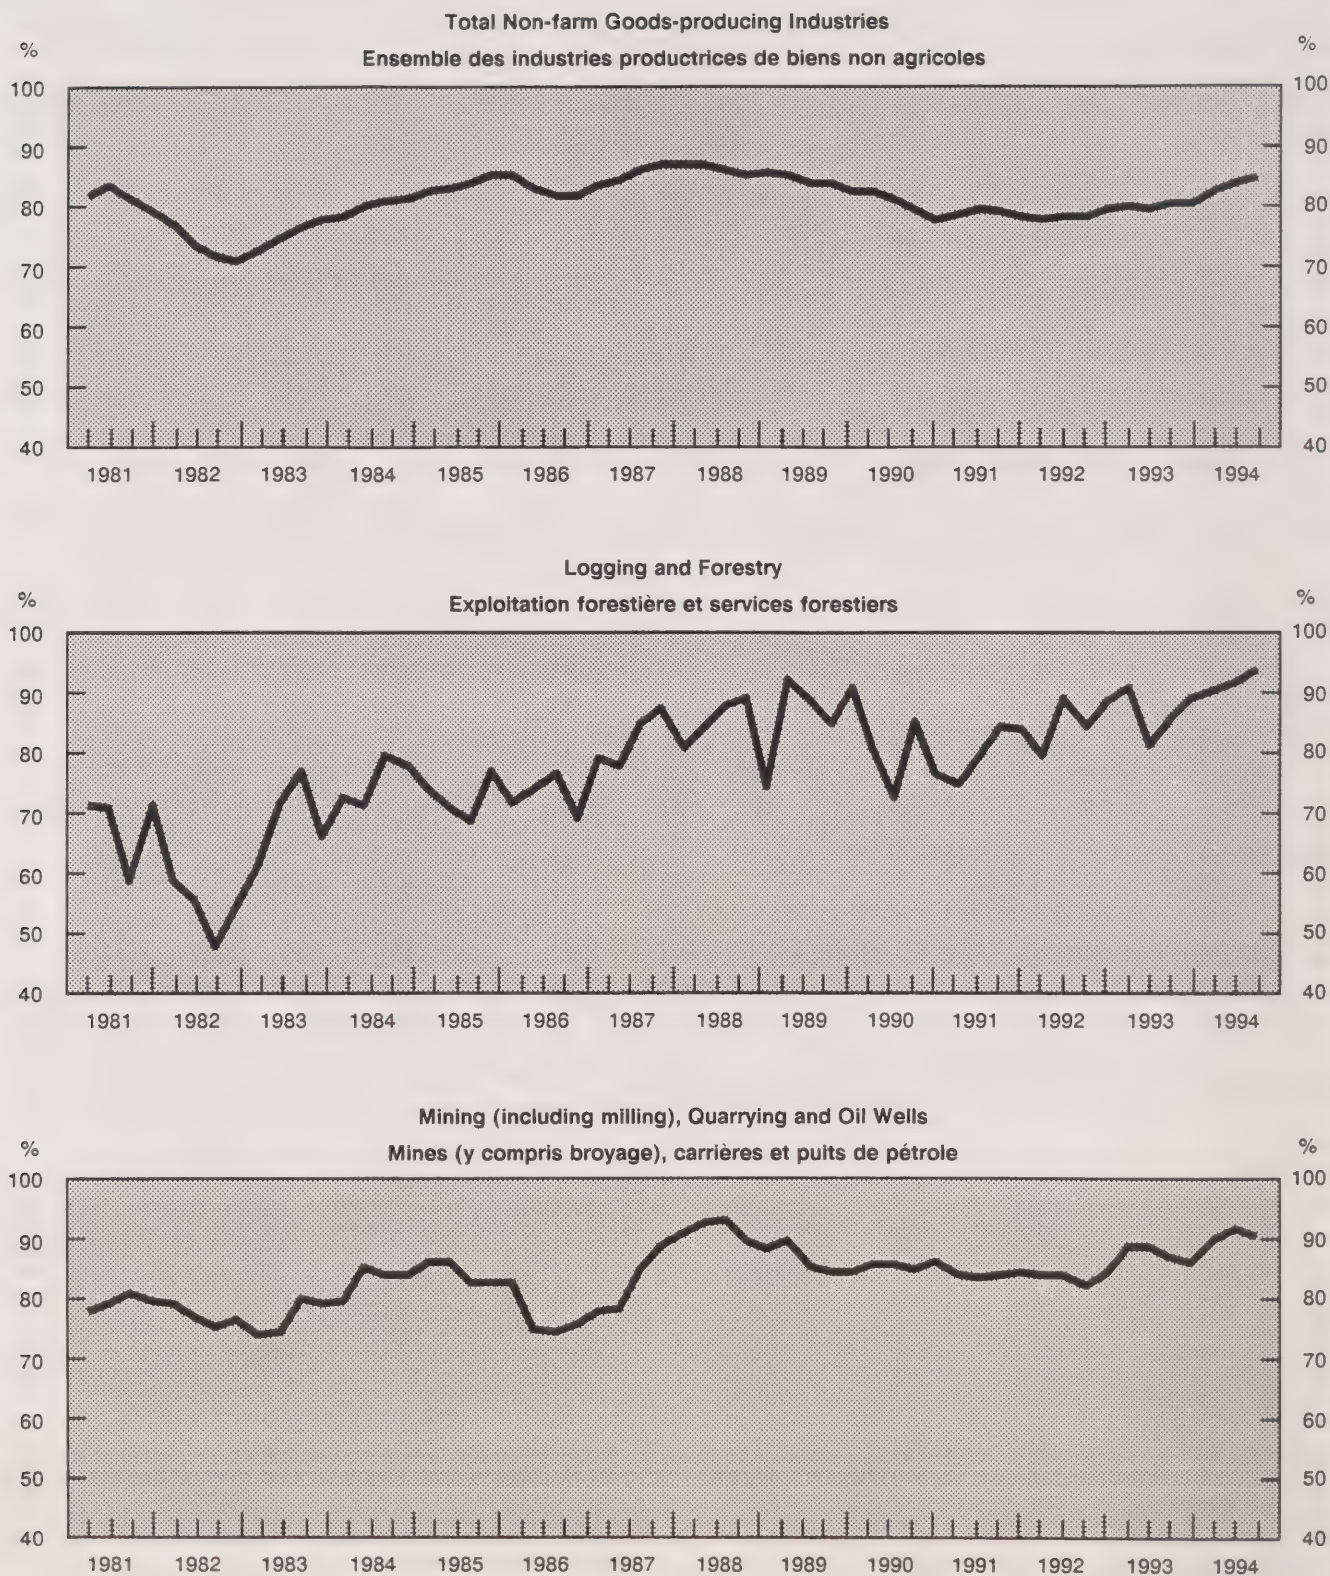 Total Non-farm Goods-producing Industries
Ensemble des industries productrices de biens non agricoles
% %
100 100
90 90
80 80
70 70
60 60
50 50
40 40
1981 1982 1983 1984 1985 1986 1987 1988 1989 1990 1991 1992 1993 1994
Logging and Forestry
Exploitation forestière et services forestiers
% %
100 100
90 90
80 80
70 70
60 60
50 50
40 40
1981 1982 1983 1984 1985 1986 1987 1988 1989 1990 1991 1992 1993 1994
Mining (including milling), Quarrying and Oil Wells
Mines (y compris broyage), carrières et puits de pétrole
% %
100 100
90 90
80 80
70 70
60 60
50 50
40 40
1981 1982 1983 1984 1985 1986 1987 1988 1989 1990 1991 1992 1993 1994